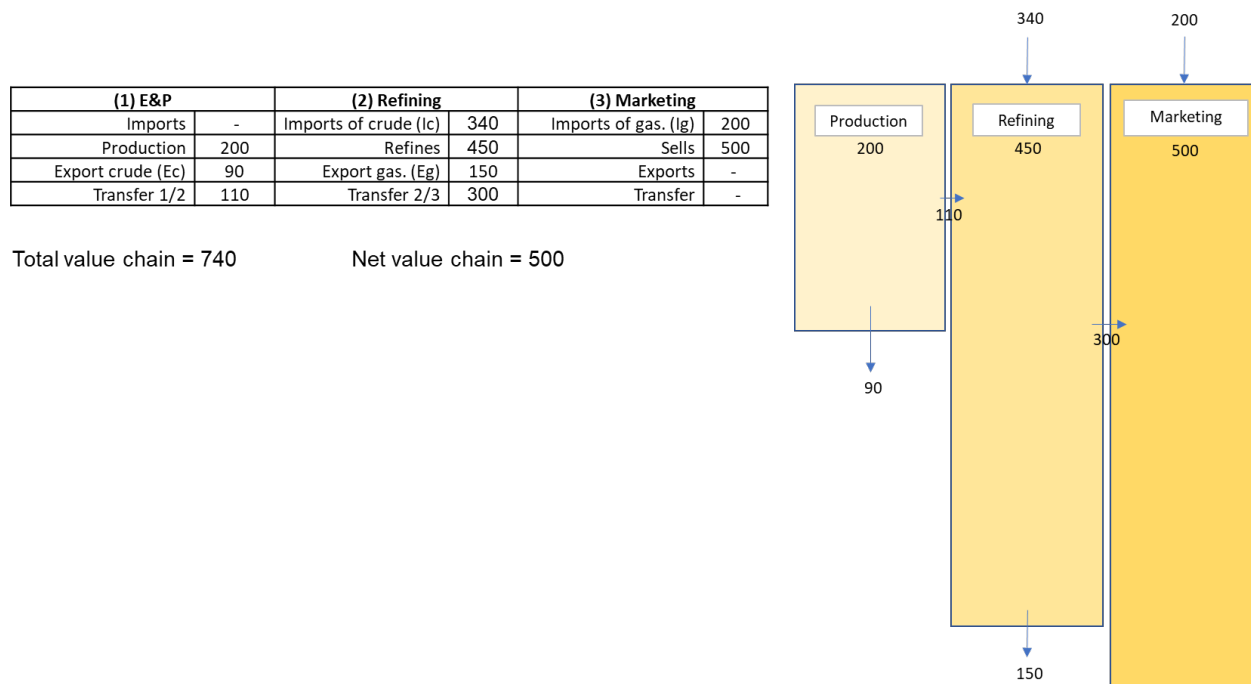 340 200
(1) E&P (2) Refining (3) Marketing
Imports - Imports of crude (Ic) 340 Imports of gas. (Ig) 200
Production 200 Refines 450 Sells 500
Export crude (Ec) 90 Export gas. (Eg) 150 Exports -
Transfer 1/2 110 Transfer 2/3 300 Transfer -
Total value chain = 740 Net value chain = 500
Production Refining Marketing
200 450 500
110
300
90
150